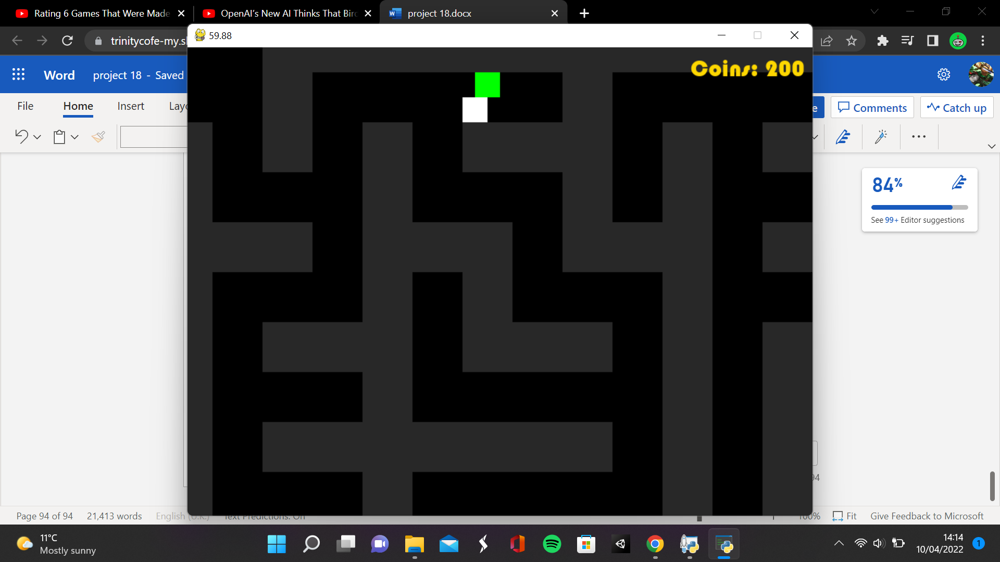 Rating 6 Games That Were Made
OpenAI's New AI Thinks That Bir
project 18.docx
trinitycofe-my.s
59.88
Coins: 200
Word
project 18 - Saved
File
Home
Insert
Comments
Catch up
84%
See 99+ Editor suggestions
Page 94 of 94
21,413 words
English (U.K.)
Text Predictions: On
100%
Fit
Give Feedback to Microsoft
11°C
Mostly sunny
14:14
10/04/2022
1